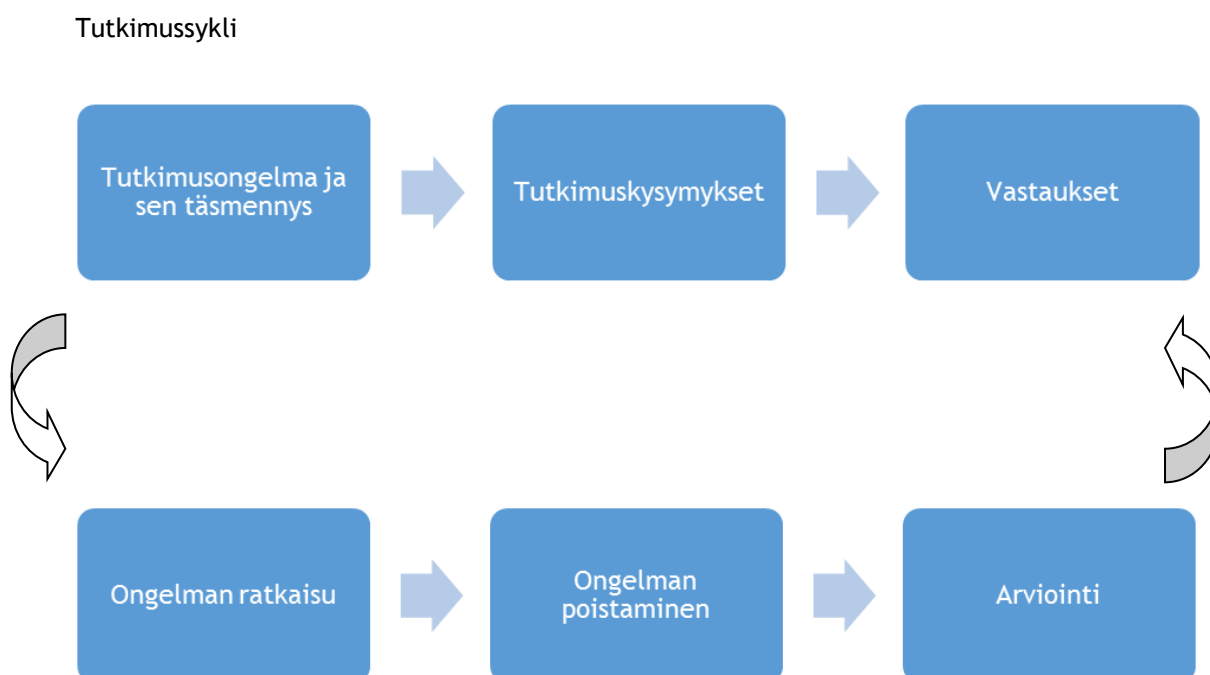 Tutkimussykli
Tutkimusongelma ja
sen täsmennys
Tutkimuskysymykset
Vastaukset
Ongelman ratkaisu
Ongelman
poistaminen
Arviointi